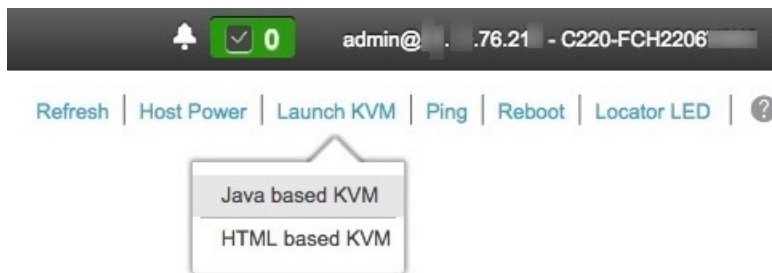 0 admin@ . .76.21 - C220-FCH2206
Refresh | Host Power | Launch KVM | Ping | Reboot | Locator LED | ?
Java based KVM
HTML based KVM